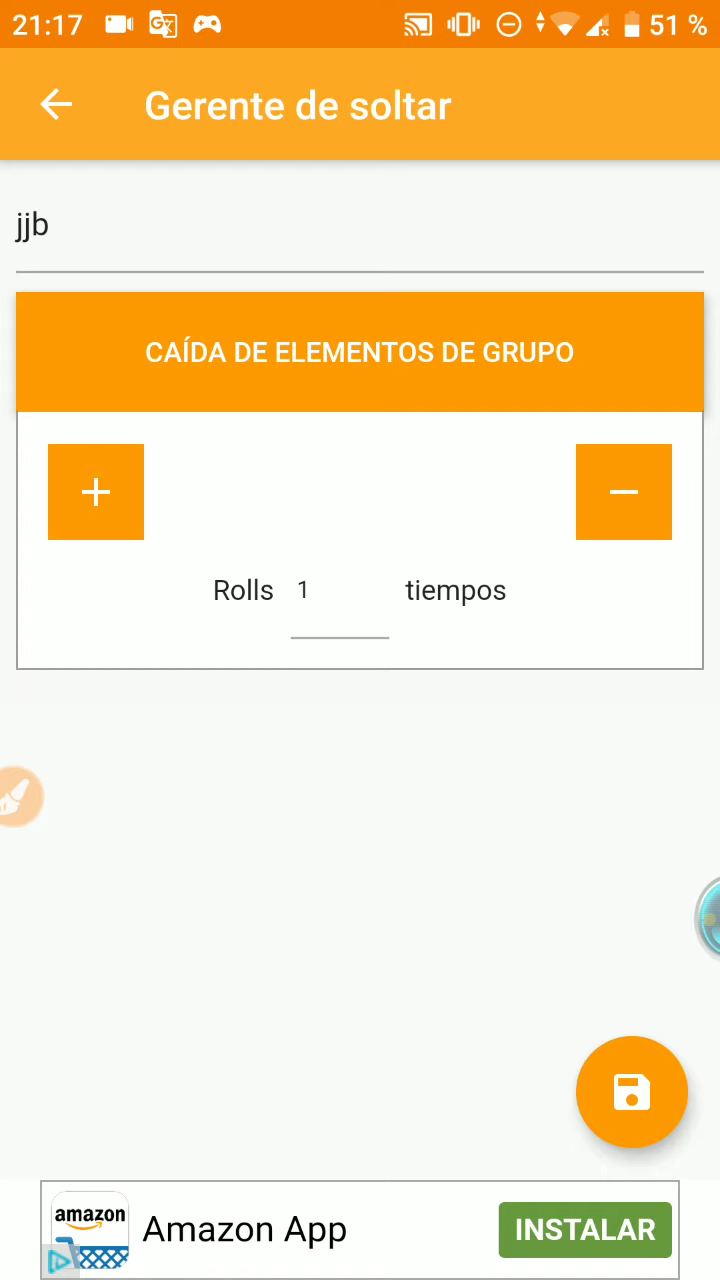 21:17
51 %
Gerente de soltar
jjb
CAÍDA DE ELEMENTOS DE GRUPO
Rolls 1 tiempos
amazon
Amazon App
INSTALAR